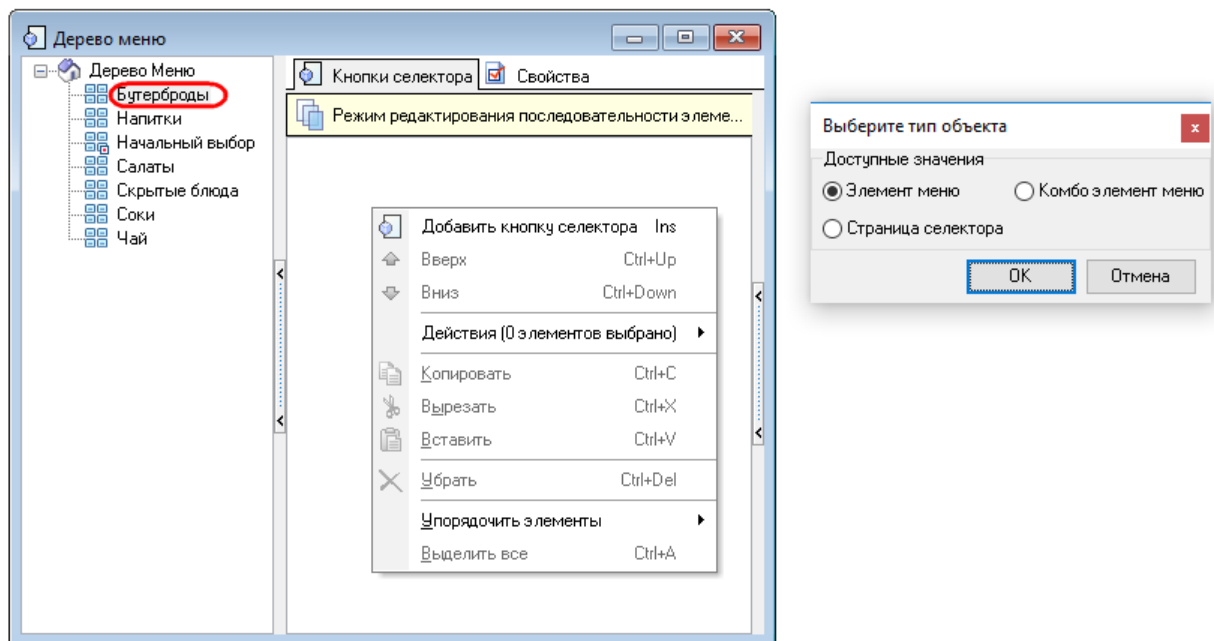 Дерево меню
Дерево Меню
Бутерброды
Напитки
Начальный выбор
Салаты
Скрытые блюда
Соки
Чай
Кнопки селектора
Свойства
Режим редактирования последовательности элеме...
Добавить кнопку селектора Ins
Вверх Ctrl+Up
Вниз Ctrl+Down
Действия (0 элементов выбрано)
Копировать Ctrl+C
Вырезать Ctrl+X
Вставить Ctrl+V
Убрать Ctrl+Del
Упорядочить элементы
Выделить все Ctrl+A
Выберите тип объекта
Доступные значения
Элемент меню Комбо элемент меню
Страница селектора
OK Отмена